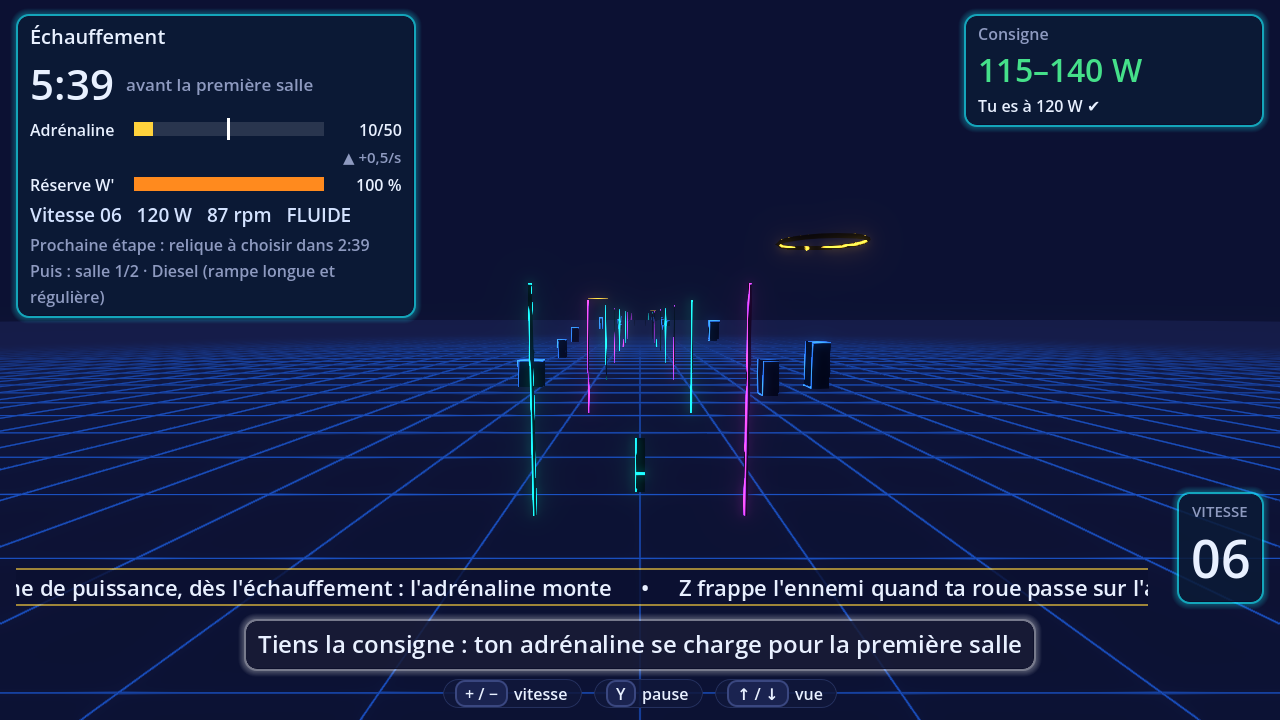 Échauffement
5:39 avant la première salle
Adrénaline 10/50
▲ +0,5/s
Réserve W' 100 %
Vitesse 06 120 W 87 rpm FLUIDE
Prochaine étape : relique à choisir dans 2:39
Puis : salle 1/2 · Diesel (rampe longue et
régulière)
Consigne
115–140 W
Tu es à 120 W ✔
VITESSE
06
de puissance, dès l'échauffement : l'adrénaline monte • Z frappe l'ennemi quand ta roue passe sur
Tiens la consigne : ton adrénaline se charge pour la première salle
+ / − vitesse Y pause ↑ / ↓ vue